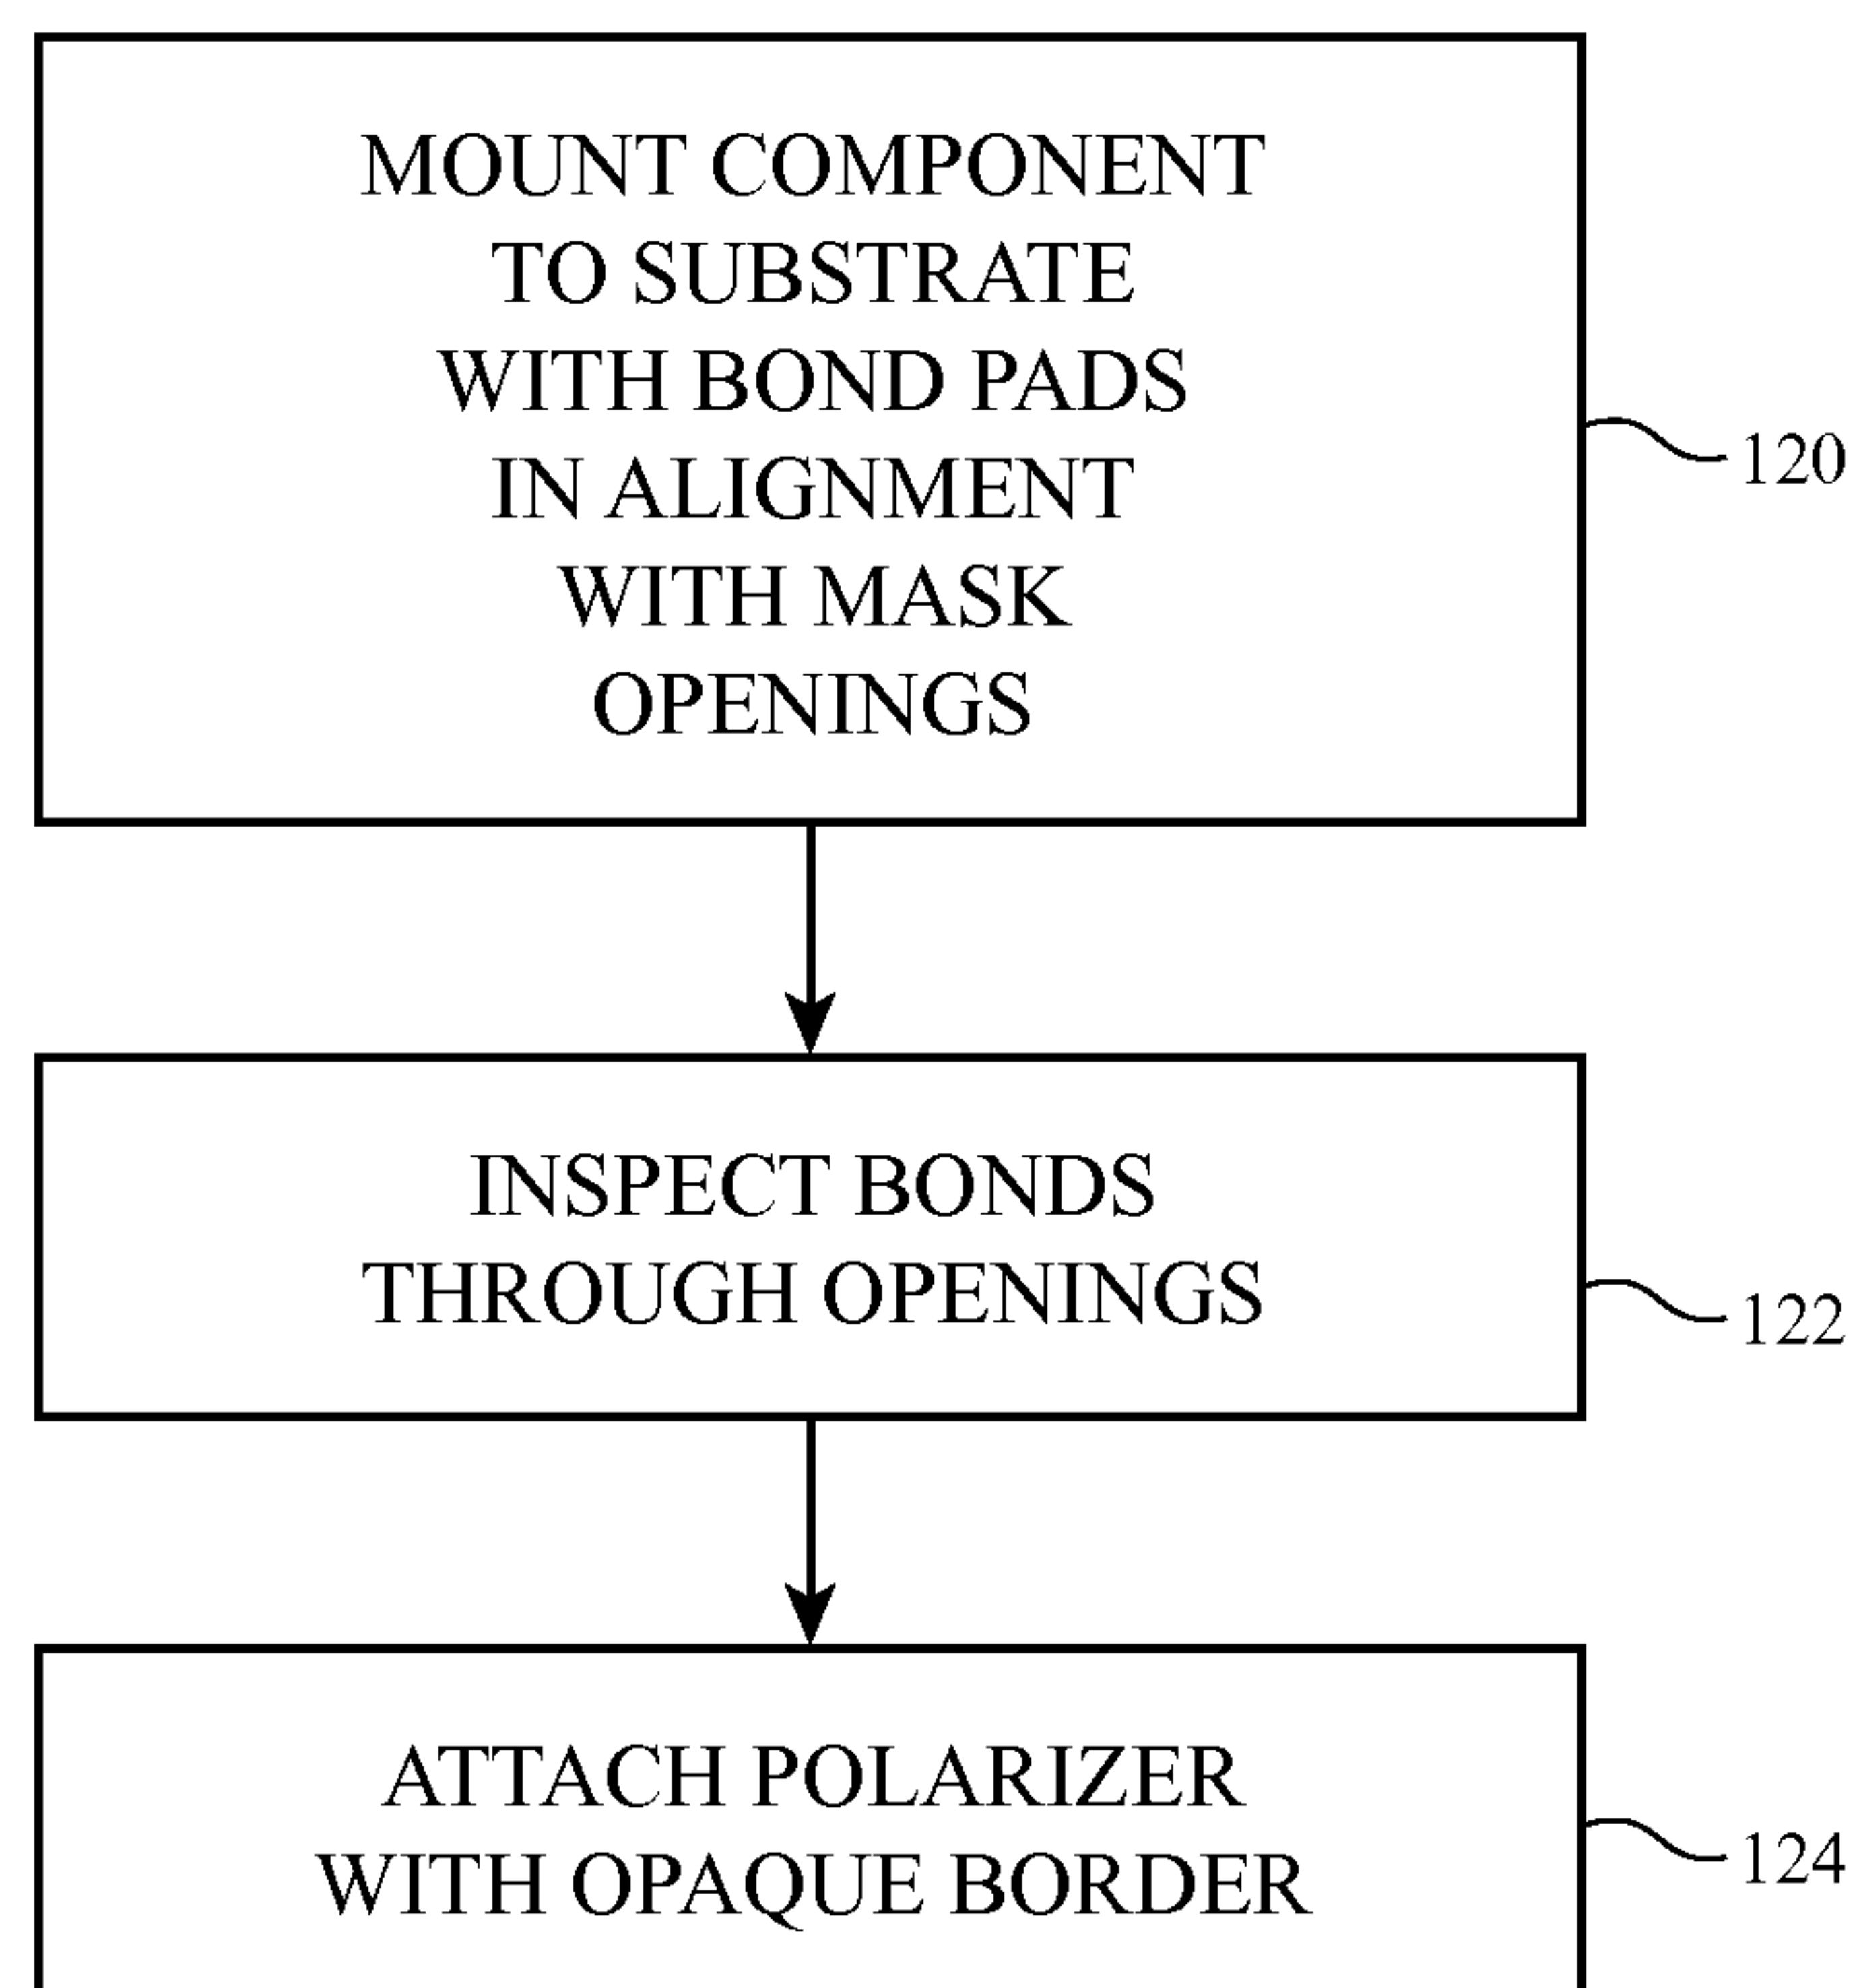 MOUNT COMPONENT
TO SUBSTRATE
WITH BOND PADS
IN ALIGNMENT
WITH MASK
OPENINGS
120
INSPECT BONDS
THROUGH OPENINGS
122
ATTACH POLARIZER
WITH OPAQUE BORDER
124